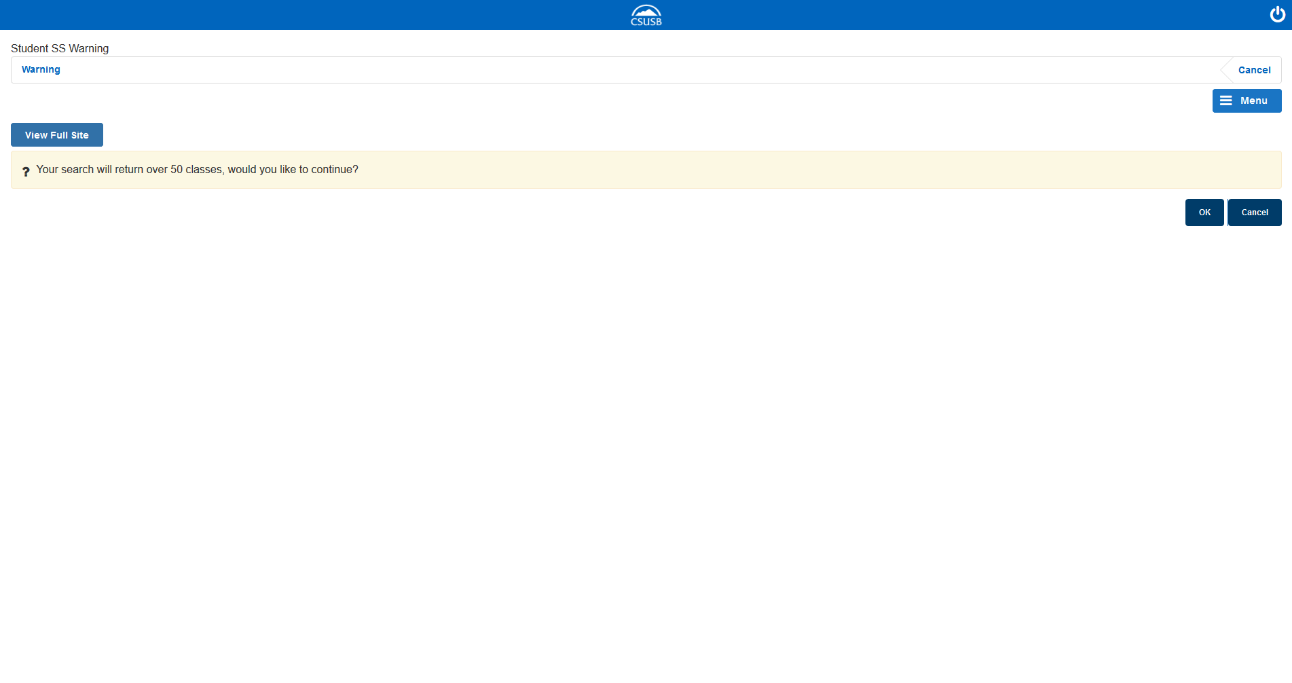 CSUSB
Student SS Warning
Warning
Cancel
Menu
View Full Site
? Your search will return over 50 classes, would you like to continue?
OK
Cancel